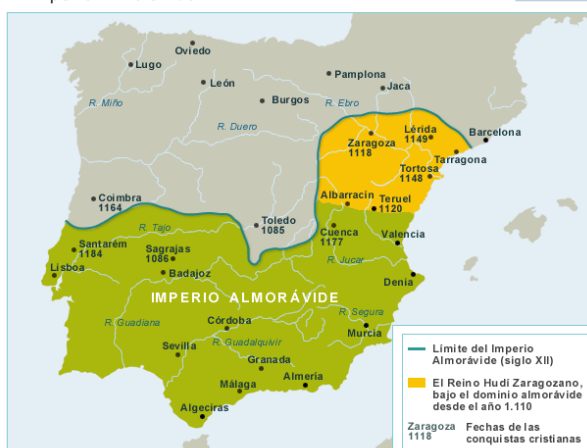 Oviedo
Lugo
León
Pamplona
Jaca
Burgos
R. Miño
R. Ebro
R. Duero
Zaragoza
1118
Lérida
1149
Barcelona
Tarragona
Tortosa
1148
Coimbra
1164
Albarracin
Teruel
1120
Toledo
1085
R. Tajo
Cuenca
1177
Valencia
Santarém
1184
Sagrajas
1086
R. Jucar
Lisboa
Badajoz
Denia
IMPERIO ALMORÁVIDE
R. Segura
R. Guadiana
Córdoba
Murcia
Sevilla
R. Guadalquivir
Granada
Almería
Málaga
Algeciras
Límite del Imperio
Almorávide (siglo XII)
El Reino Hudí Zaragozano,
bajo el dominio almorávide
desde el año 1.110
Zaragoza
1118
Fechas de las
conquistas cristianas